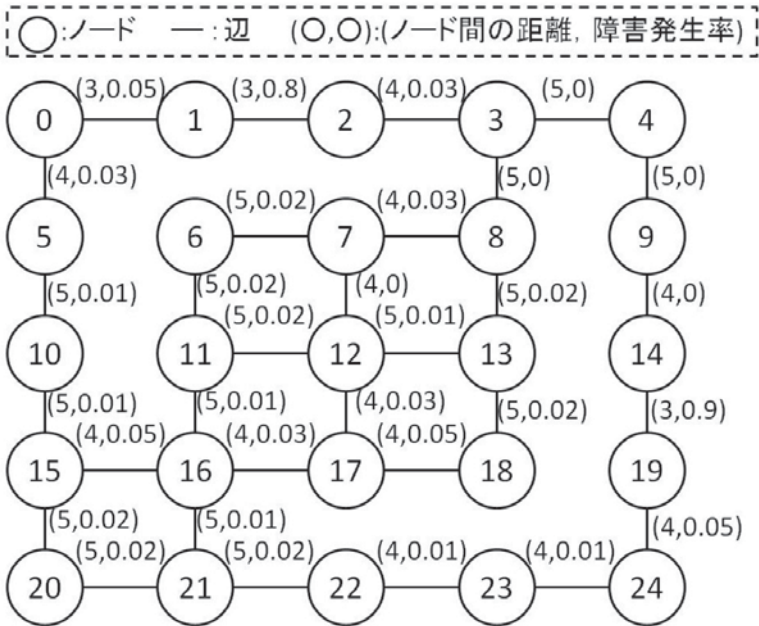 ○:ノード ー:辺 (○,○):(ノード間の距離, 障害発生率)
(3,0.05) (3,0.8) (4,0.03) (5,0)
0 1 2 3 4
(4,0.03) (5,0)  (5,0)
(5,0.02) (4,0.03)
5 6 7 8 9
(5,0.01) (5,0.02) (4,0) (5,0.02) (4,0)
(5,0.02) (5,0.01)
10 11 12 13 14
(5,0.01) (5,0.01) (4,0.03) (5,0.02) (3,0.9)
(4,0.05) (4,0.03) (4,0.05)
15 16 17 18 19
(5,0.02) (5,0.01) (4,0.05)
(5,0.02) (5,0.02) (4,0.01) (4,0.01)
20 21 22 23 24